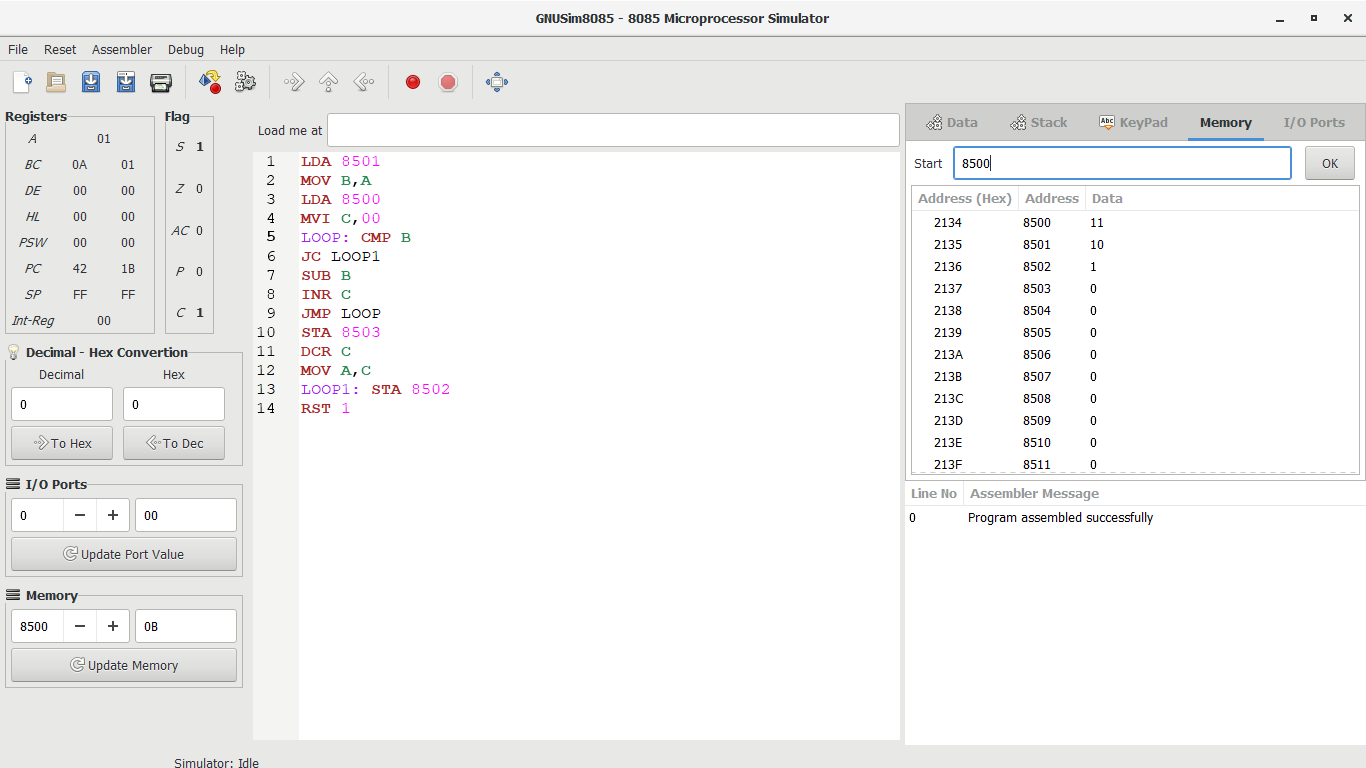 GNUSim8085 - 8085 Microprocessor Simulator
File Reset Assembler Debug Help
Registers
A 01
BC 0A 01
DE 00 00
HL 00 00
PSW 00 00
PC 42 1B
SP FF FF
Int-Reg 00
Flag
S 1
Z 0
AC 0
P 0
C 1
Decimal - Hex Convertion
Decimal Hex
0 0
To Hex To Dec
I/O Ports
0 00
Update Port Value
Memory
8500 0B
Update Memory
Load me at
1 LDA 8501
2 MOV B,A
3 LDA 8500
4 MVI C,00
5 LOOP: CMP B
6 JC LOOP1
7 SUB B
8 INR C
9 JMP LOOP
10 STA 8503
11 DCR C
12 MOV A,C
13 LOOP1: STA 8502
14 RST 1
Data Stack Abc KeyPad Memory I/O Ports
Start 8500 OK
Address (Hex) Address Data
2134 8500 11
2135 8501 10
2136 8502 1
2137 8503 0
2138 8504 0
2139 8505 0
213A 8506 0
213B 8507 0
213C 8508 0
213D 8509 0
213E 8510 0
213F 8511 0
Line No Assembler Message
0 Program assembled successfully
Simulator: Idle